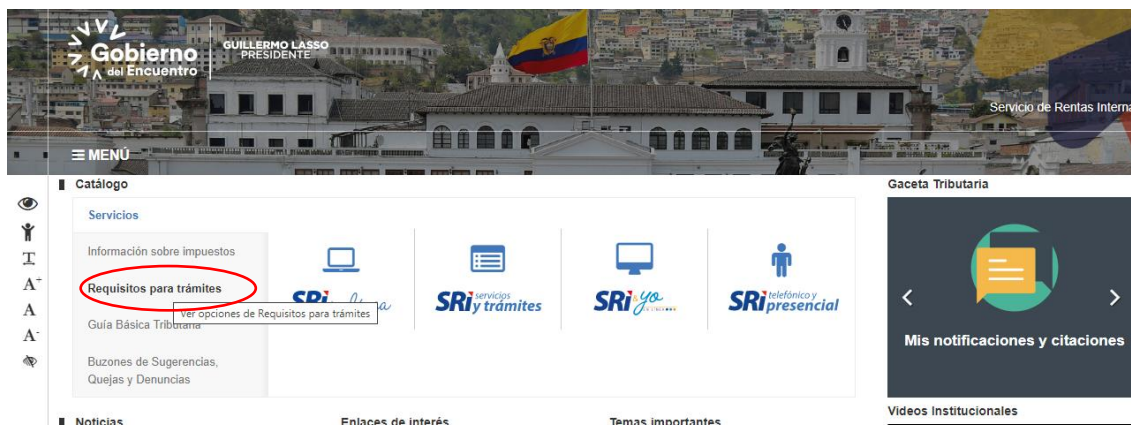 Gobierno
del Encuentro
GUILLERMO LASSO
PRESIDENTE
Servicio de Rentas Interna
≡ MENÚ
Catálogo
Gaceta Tributaria
Servicios
Información sobre impuestos
Requisitos para trámites
Guía Básica Tributaria
Buzones de Sugerencias,
Quejas y Denuncias
T
A+
A
A-
SRi
Ver opciones de Requisitos para trámites
SRi servicios
y trámites
SRi & yo
SRi telefónico y
presencial
Mis notificaciones y citaciones
Noticias
Enlaces de interés
Temas importantes
Videos Institucionales